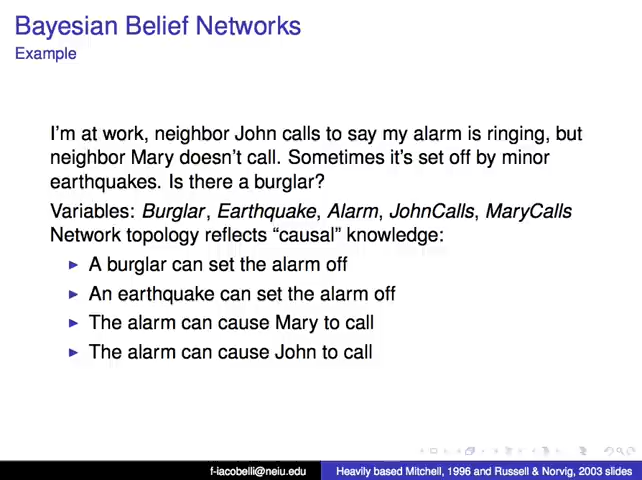 Bayesian Belief Networks
Example
I'm at work, neighbor John calls to say my alarm is ringing, but
neighbor Mary doesn't call. Sometimes it's set off by minor
earthquakes. Is there a burglar?
Variables: Burglar, Earthquake, Alarm, JohnCalls, MaryCalls
Network topology reflects “causal” knowledge:
A burglar can set the alarm off
An earthquake can set the alarm off
The alarm can cause Mary to call
The alarm can cause John to call
f-iacobelli@neiu.edu Heavily based Mitchell, 1996 and Russell & Norvig, 2003 slides